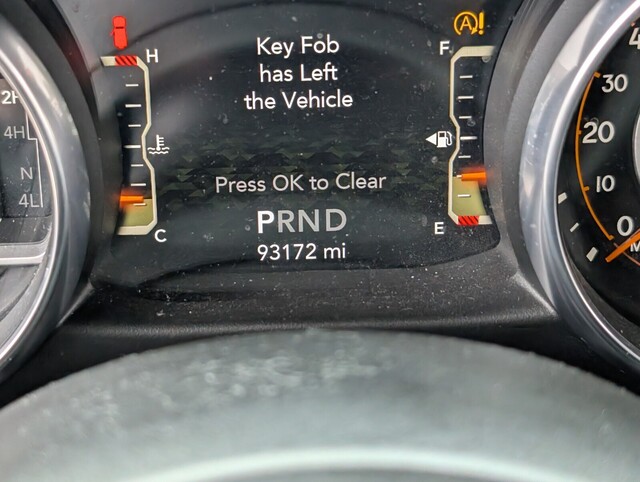 Key Fob
has Left
the Vehicle
Press OK to Clear
PRND
93172 mi
H
C
F
E
A
4H
N
4L
30
20
10
0